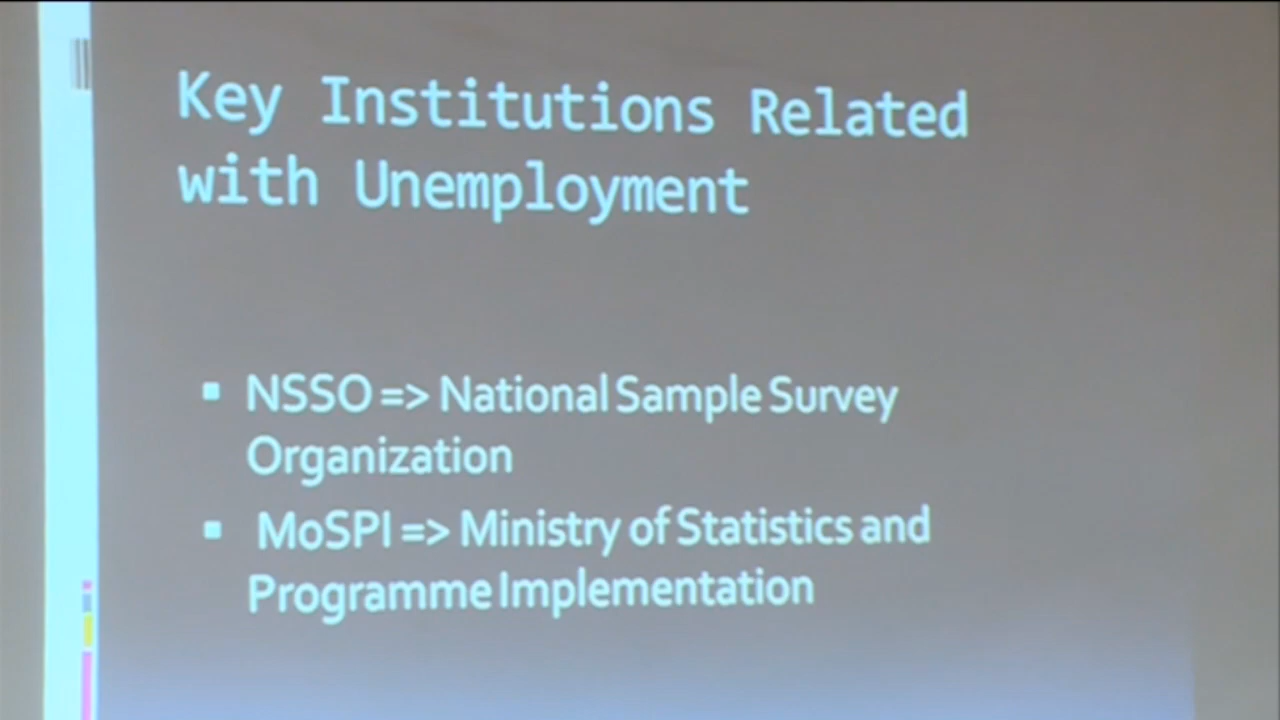 Key Institutions Related
with Unemployment
▪ NSSO => National Sample Survey
Organization
▪ MoSPI => Ministry of Statistics and
Programme Implementation